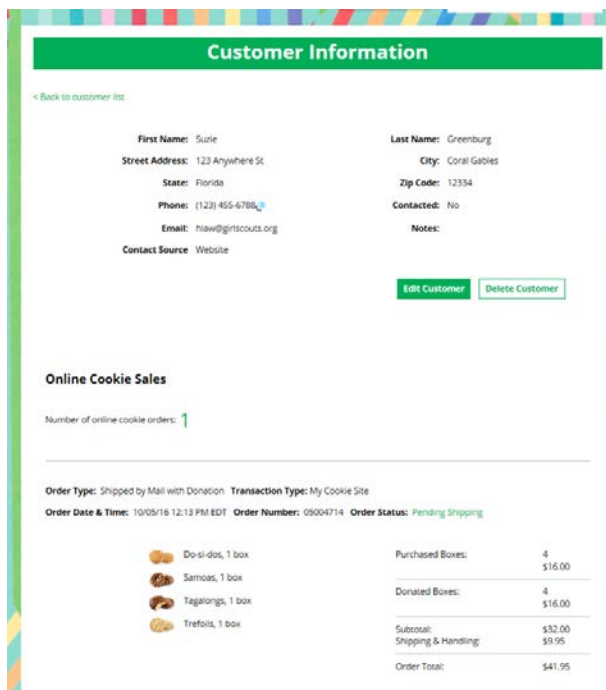 Customer Information
< Back to customer list
First Name: Suzie Last Name: Greenburg
Street Address: 123 Anywhere St City: Coral Gables
State: Florida Zip Code: 12334
Phone: (123) 455-6788 Contacted: No
Email: hlaw@girlscouts.org Notes:
Contact Source Website
Edit Customer Delete Customer
Online Cookie Sales
Number of online cookie orders: 1
Order Type: Shipped by Mail with Donation Transaction Type: My Cookie Site
Order Date & Time: 10/05/16 12:13 PM EDT Order Number: 05004714 Order Status: Pending Shipping
Do-si-dos, 1 box
Samoas, 1 box
Tagalongs, 1 box
Trefoils, 1 box
Purchased Boxes: 4
$16.00
Donated Boxes: 4
$16.00
Subtotal: $32.00
Shipping & Handling: $9.95
Order Total: $41.95